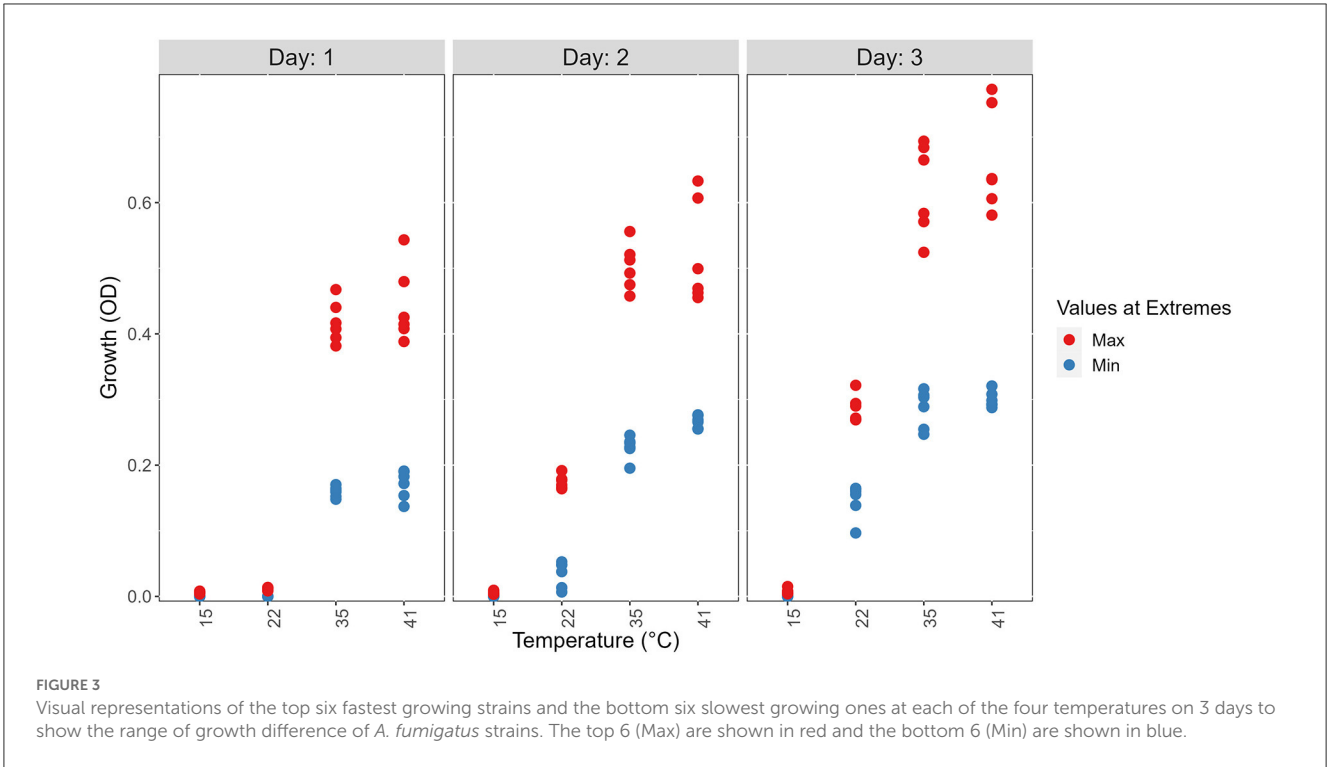 Day: 1
Day: 2
Day: 3
Growth (OD)
0.6
0.4
0.2
0.0
15
22
35
41
15
22
35
41
15
22
35
41
Temperature (°C)
Values at Extremes
Max
Min
FIGURE 3
Visual representations of the top six fastest growing strains and the bottom six slowest growing ones at each of the four temperatures on 3 days to
show the range of growth difference of A. fumigatus strains. The top 6 (Max) are shown in red and the bottom 6 (Min) are shown in blue.